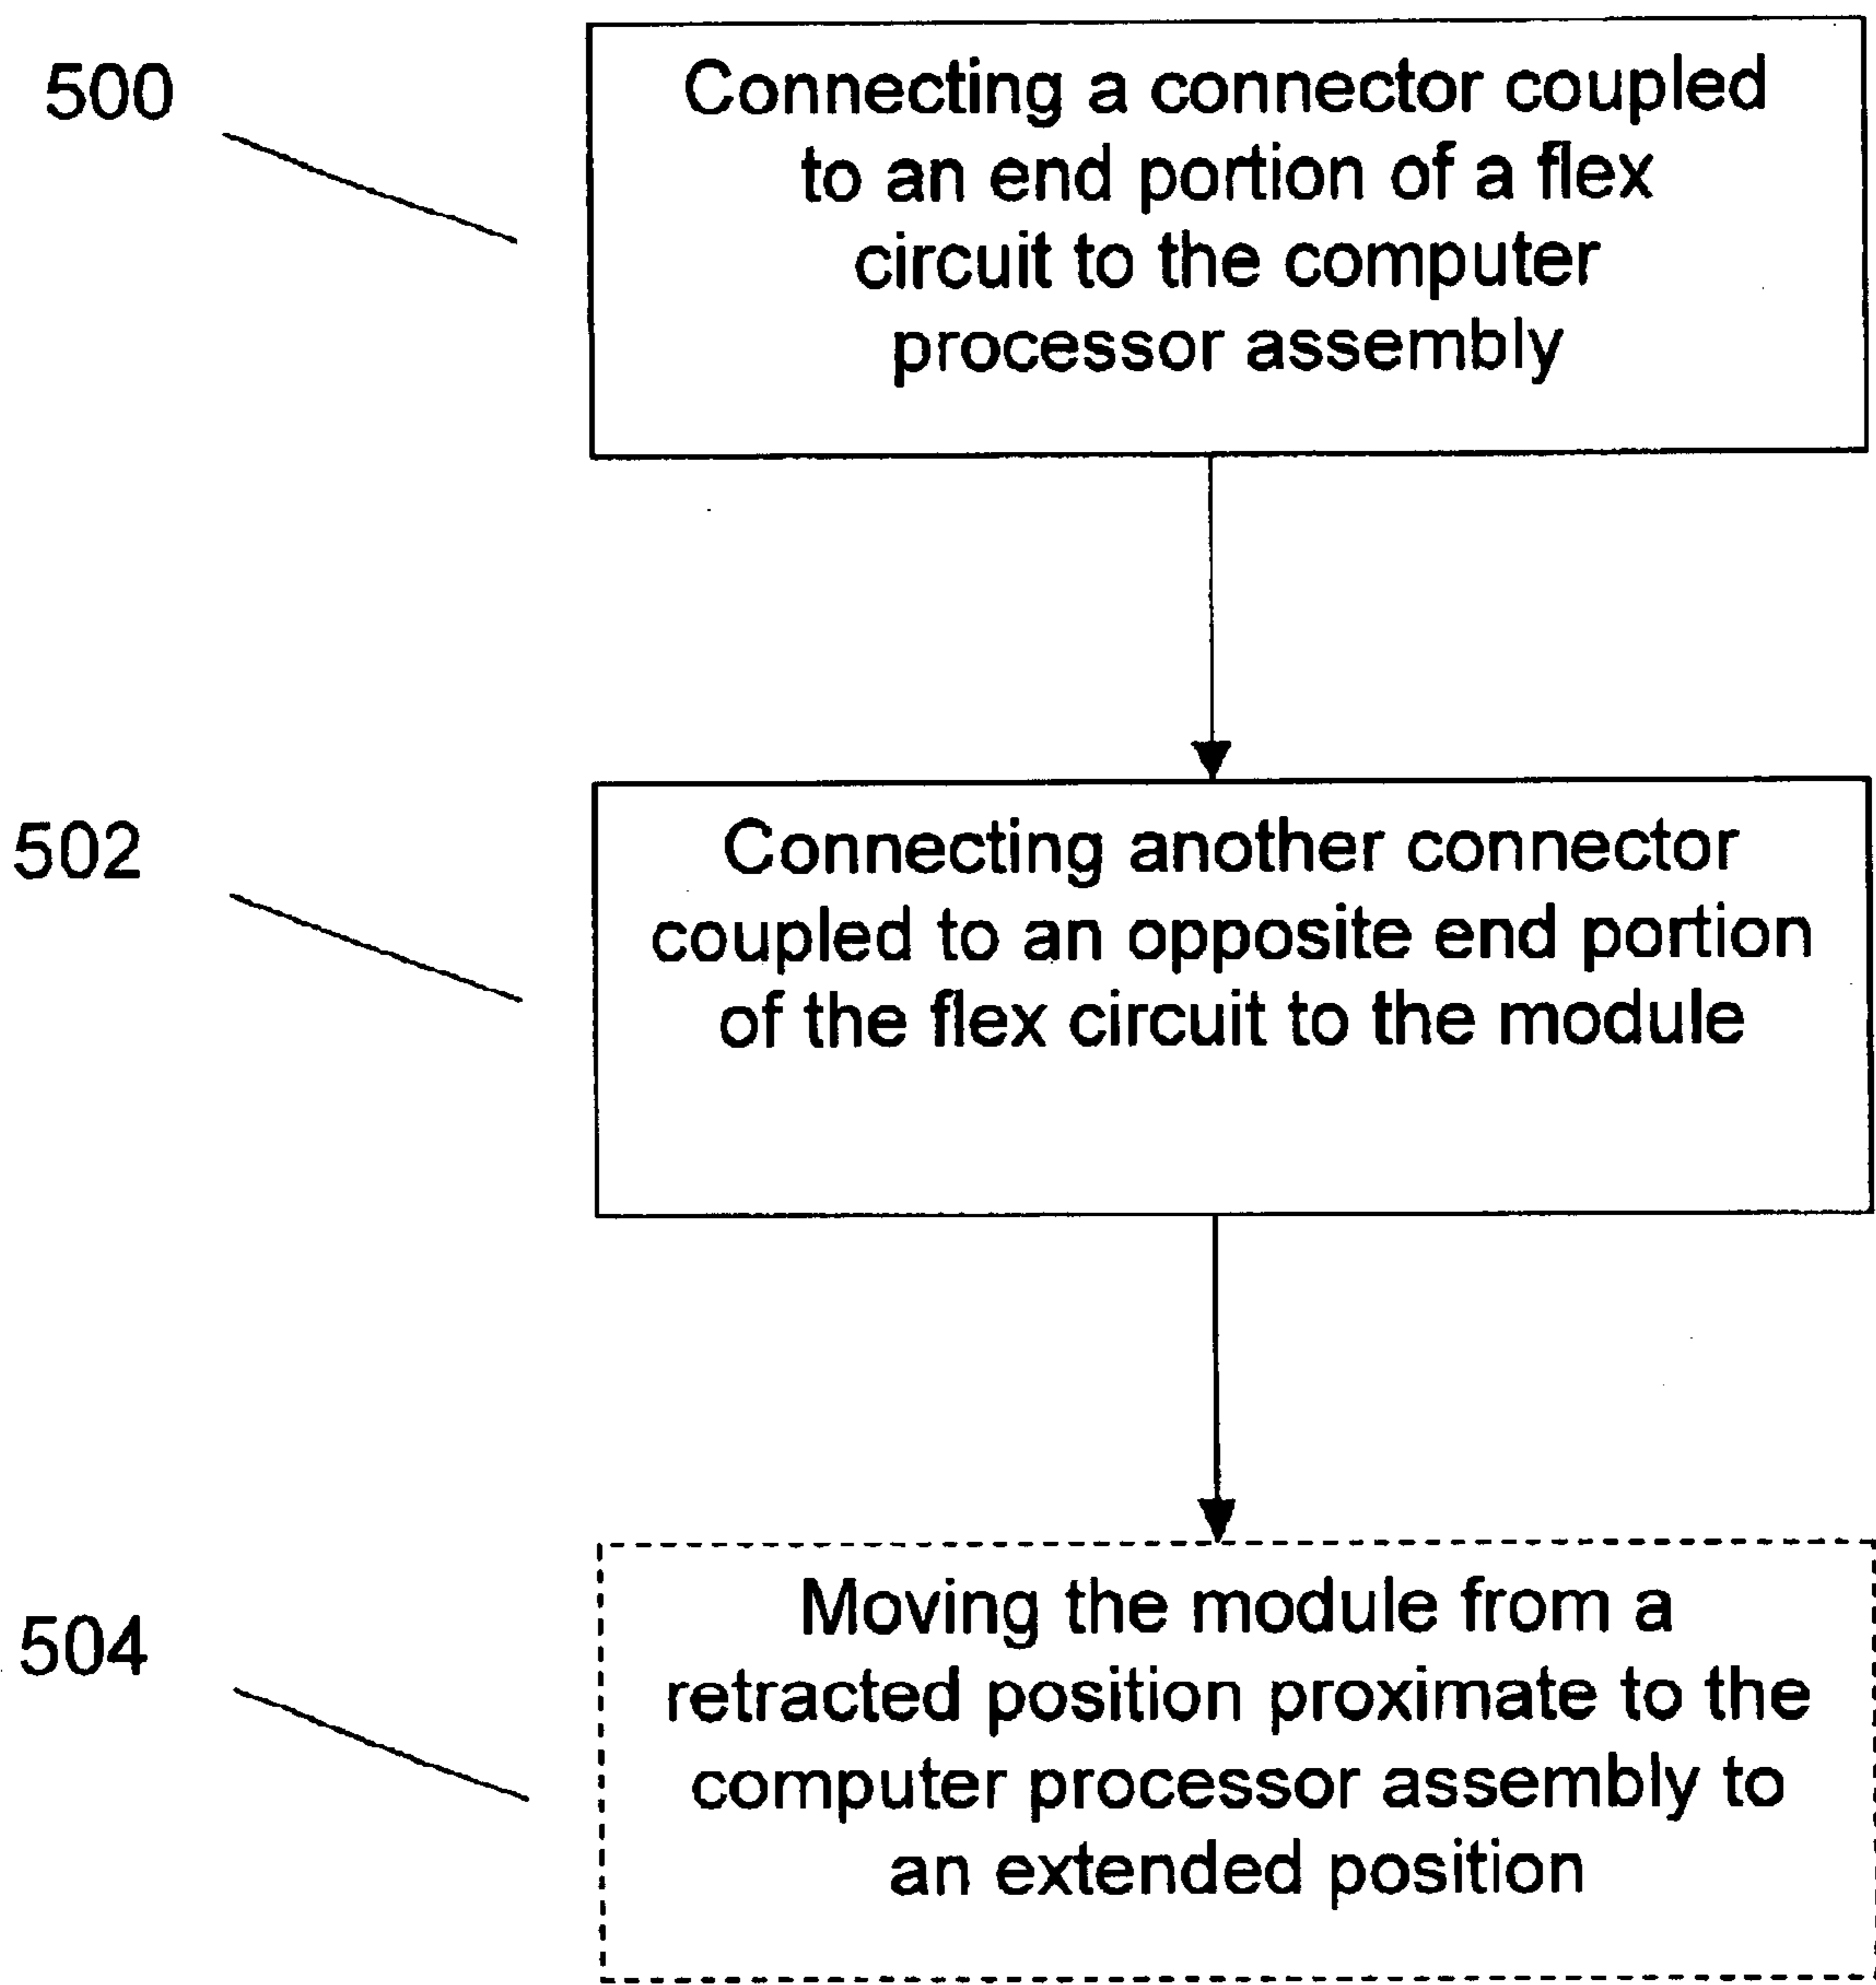 500
Connecting a connector coupled
to an end portion of a flex
circuit to the computer
processor assembly
502
Connecting another connector
coupled to an opposite end portion
of the flex circuit to the module
504
Moving the module from a
retracted position proximate to the
computer processor assembly to
an extended position